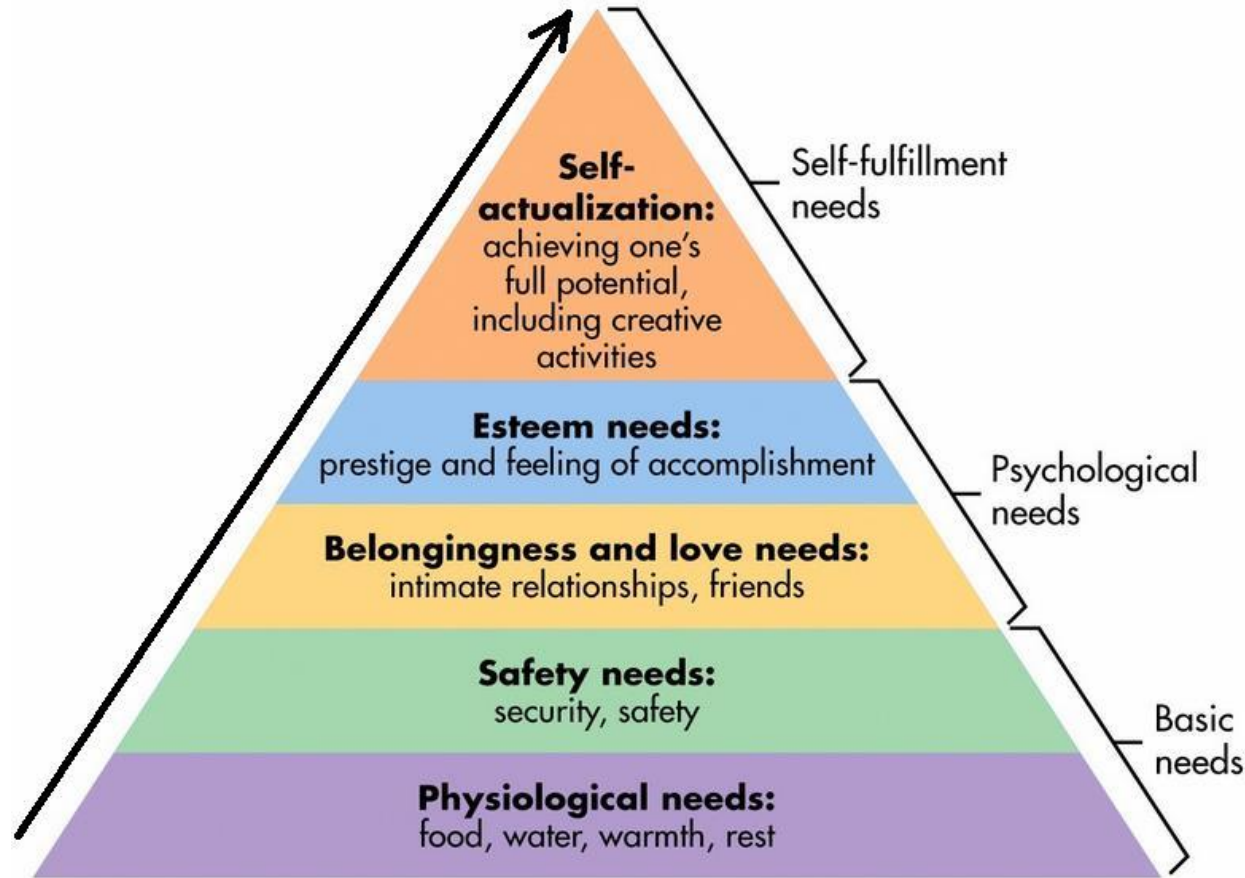 Self-
actualization:
achieving one's
full potential,
including creative
activities
Self-fulfillment
needs
Esteem needs:
prestige and feeling of accomplishment
Psychological
needs
Belongingness and love needs:
intimate relationships, friends
Safety needs:
security, safety
Basic
needs
Physiological needs:
food, water, warmth, rest